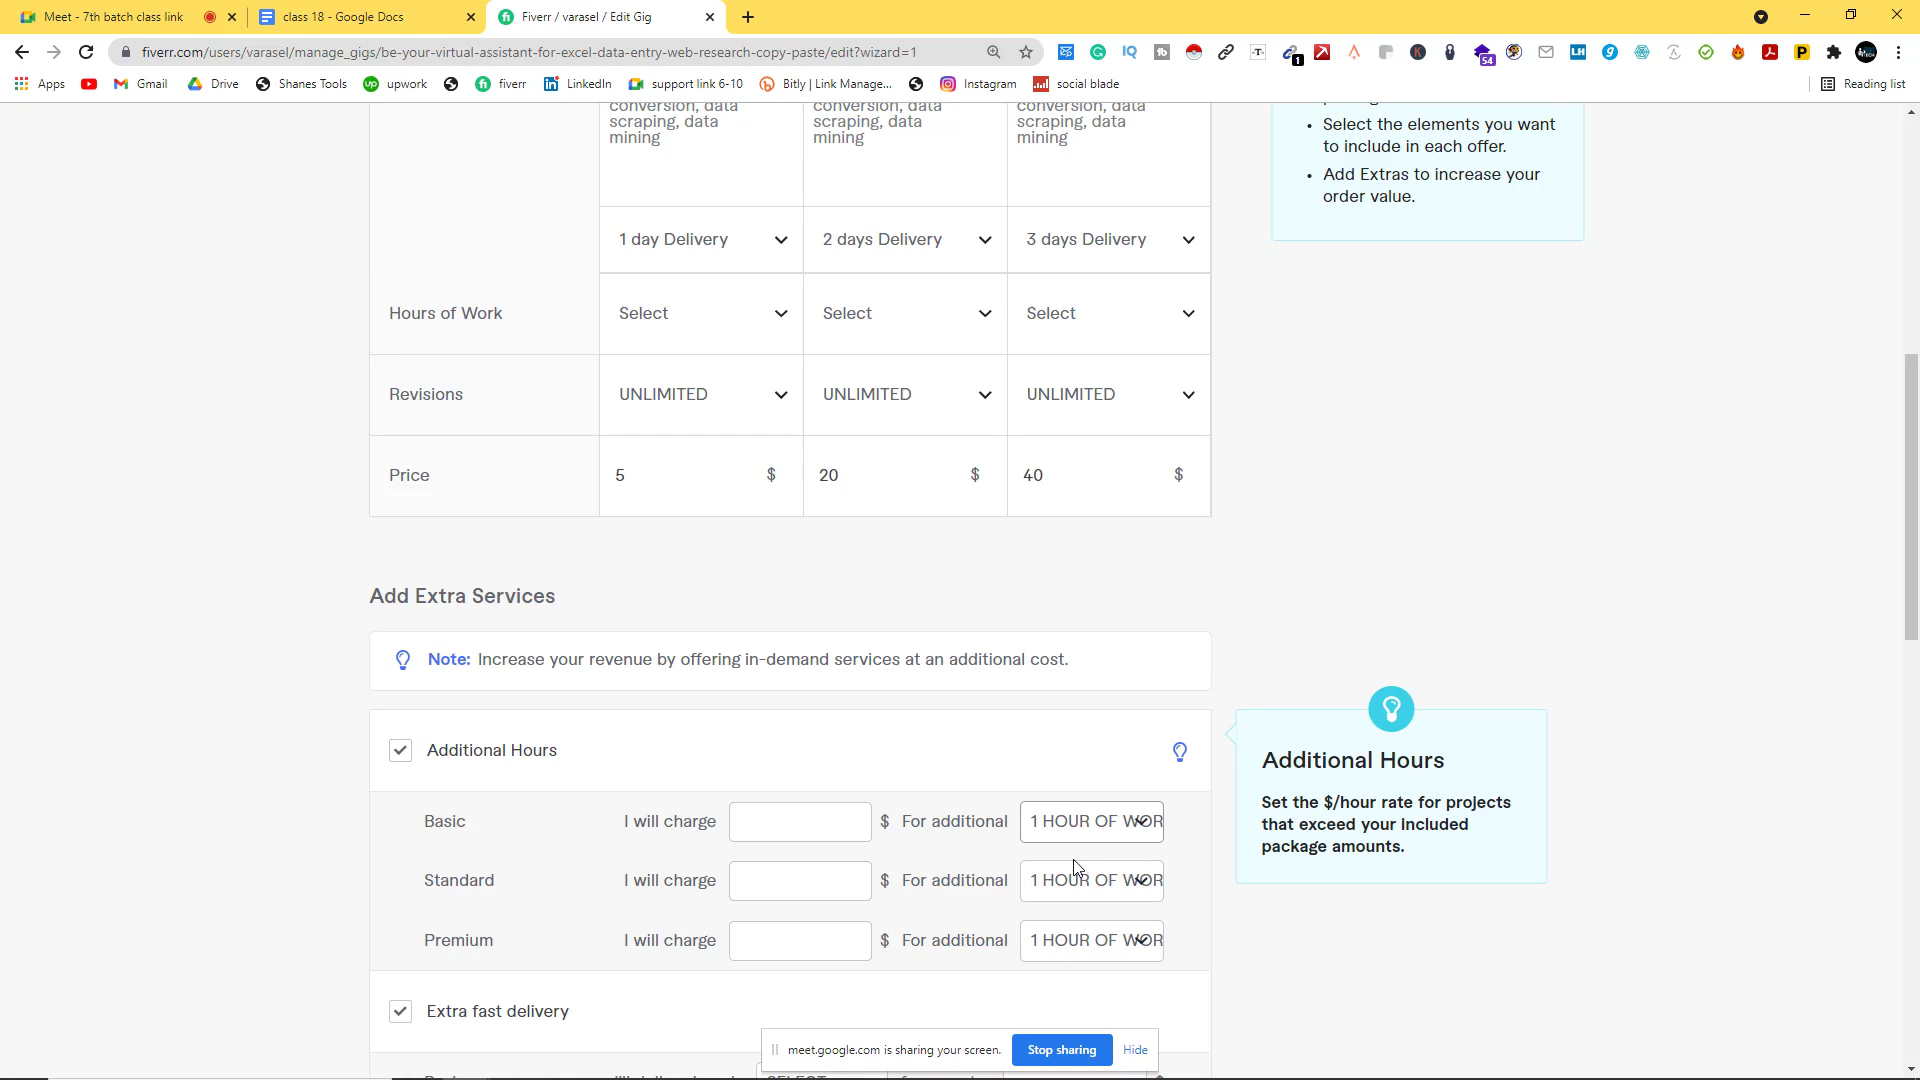 Meet - 7th batch class link
class 18 - Google Docs
Fiverr / varasel / Edit Gig
fiverr.com/users/varasel/manage_gigs/be-your-virtual-assistant-for-excel-data-entry-web-research-copy-paste/edit?wizard=1
Apps
Gmail
Drive
Shanes Tools
upwork
fiverr
LinkedIn
support link 6-10
Bitly | Link Manage...
Instagram
social blade
Reading list
conversion, data
scraping, data
mining
conversion, data
scraping, data
mining
conversion, data
scraping, data
mining
• Select the elements you want
to include in each offer.
• Add Extras to increase your
order value.
1 day Delivery
2 days Delivery
3 days Delivery
Hours of Work
Select
Select
Select
Revisions
UNLIMITED
UNLIMITED
UNLIMITED
Price
5 $
20 $
40 $
Add Extra Services
Note: Increase your revenue by offering in-demand services at an additional cost.
Additional Hours
Basic I will charge $ For additional 1 HOUR OF WOR
Standard I will charge $ For additional 1 HOUR OF WOR
Premium I will charge $ For additional 1 HOUR OF WOR
Additional Hours
Set the $/hour rate for projects
that exceed your included
package amounts.
Extra fast delivery
meet.google.com is sharing your screen.
Stop sharing
Hide